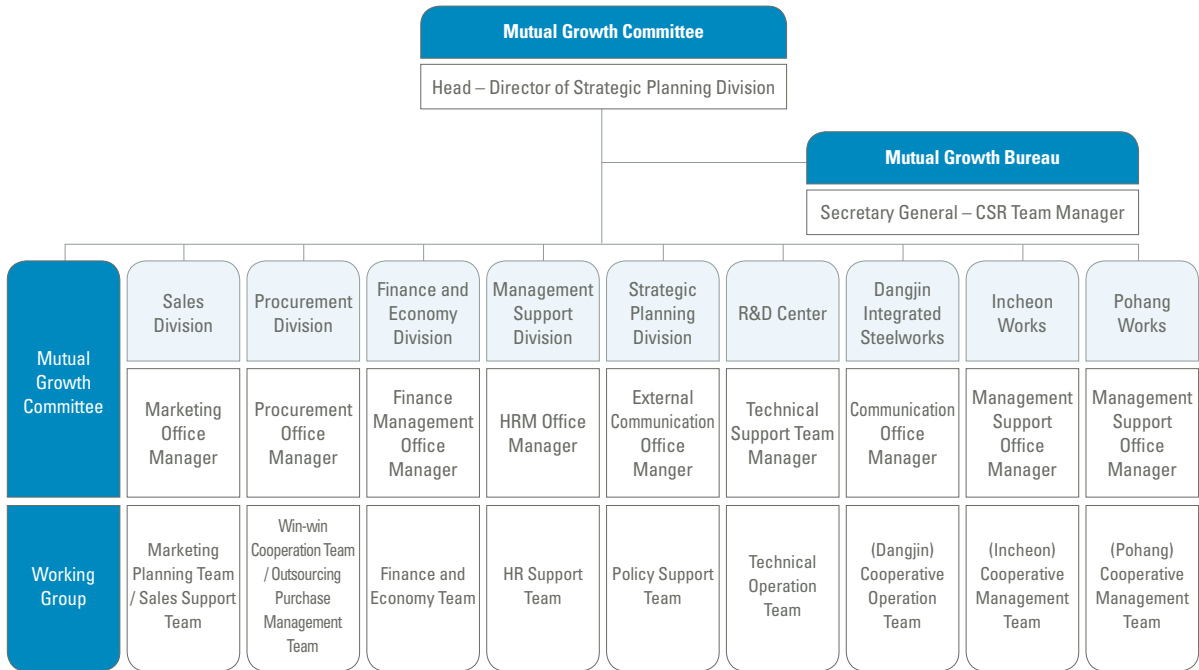 Mutual Growth Committee
Head – Director of Strategic Planning Division
Mutual Growth Bureau
Secretary General – CSR Team Manager
Mutual
Growth
Committee
Sales
Division
Procurement
Division
Finance and
Economy
Division
Management
Support
Division
Strategic
Planning
Division
R&D Center
Dangjin
Integrated
Steelworks
Incheon
Works
Pohang
Works
Marketing
Office
Manager
Procurement
Office
Manager
Finance
Management
Office
Manager
HRM Office
Manager
External
Communication
Office
Manger
Technical
Support Team
Manager
Communication
Office
Manager
Management
Support
Office
Manager
Management
Support
Office
Manager
Working
Group
Marketing
Planning Team
/ Sales Support
Team
Win-win
Cooperation Team
/ Outsourcing
Purchase
Management
Team
Finance and
Economy Team
HR Support
Team
Policy Support
Team
Technical
Operation
Team
(Dangjin)
Cooperative
Operation
Team
(Incheon)
Cooperative
Management
Team
(Pohang)
Cooperative
Management
Team